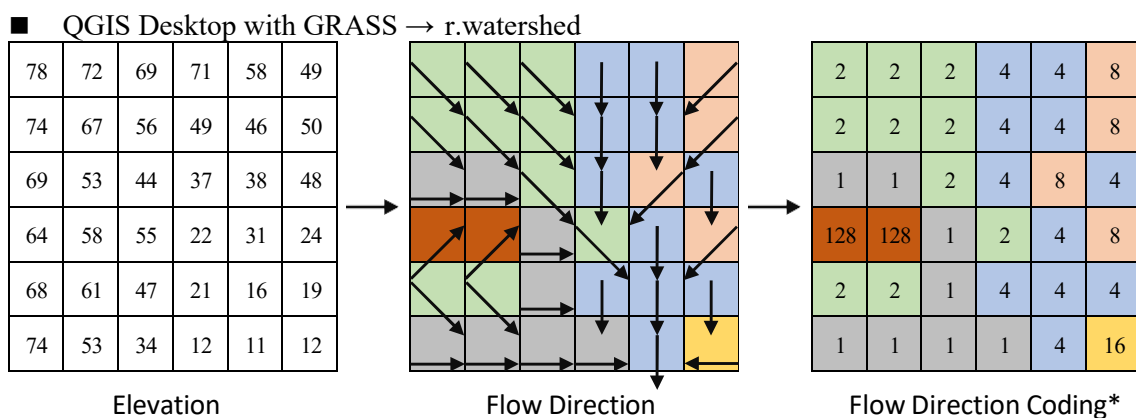 ■ QGIS Desktop with GRASS → r.watershed
78 72 69 71 58 49 2 2 2 4 4 8
74 67 56 49 46 50 2 2 2 4 4 8
69 53 44 37 38 48 1 1 2 4 8 4
64 58 55 22 31 24 128 128 1 2 4 8
68 61 47 21 16 19 2 2 1 4 4 4
74 53 34 12 11 12 1 1 1 1 4 16
Elevation Flow Direction Flow Direction Coding*